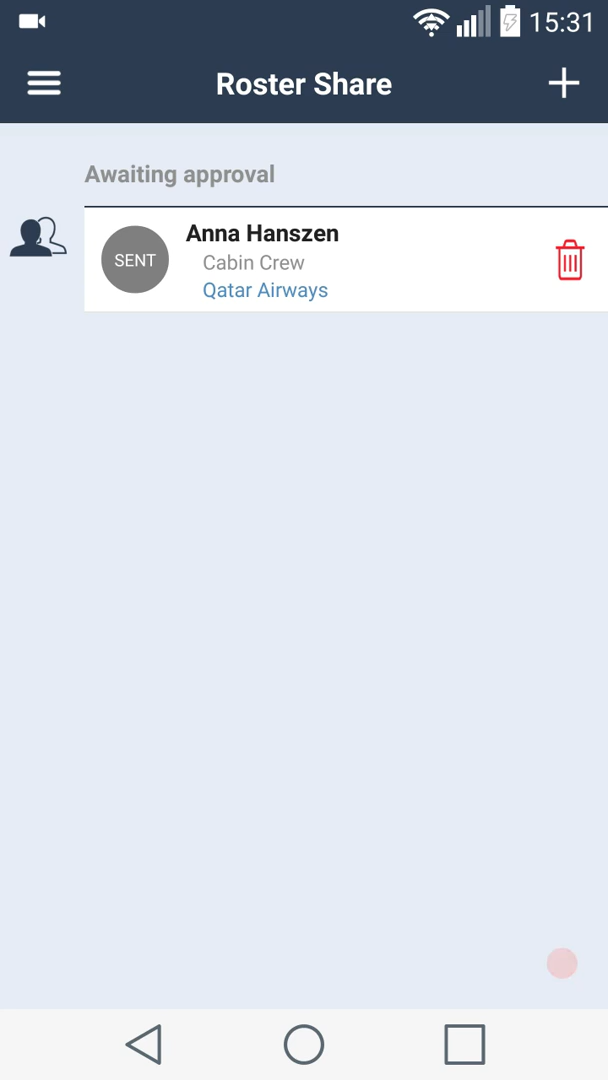 15:31
Roster Share
Awaiting approval
SENT
Anna Hanszen
Cabin Crew
Qatar Airways